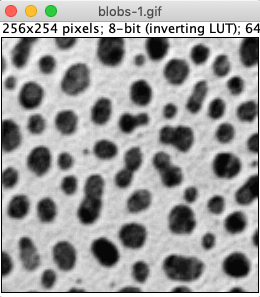 blobs-1.gif
256x254 pixels; 8-bit (inverting LUT); 64